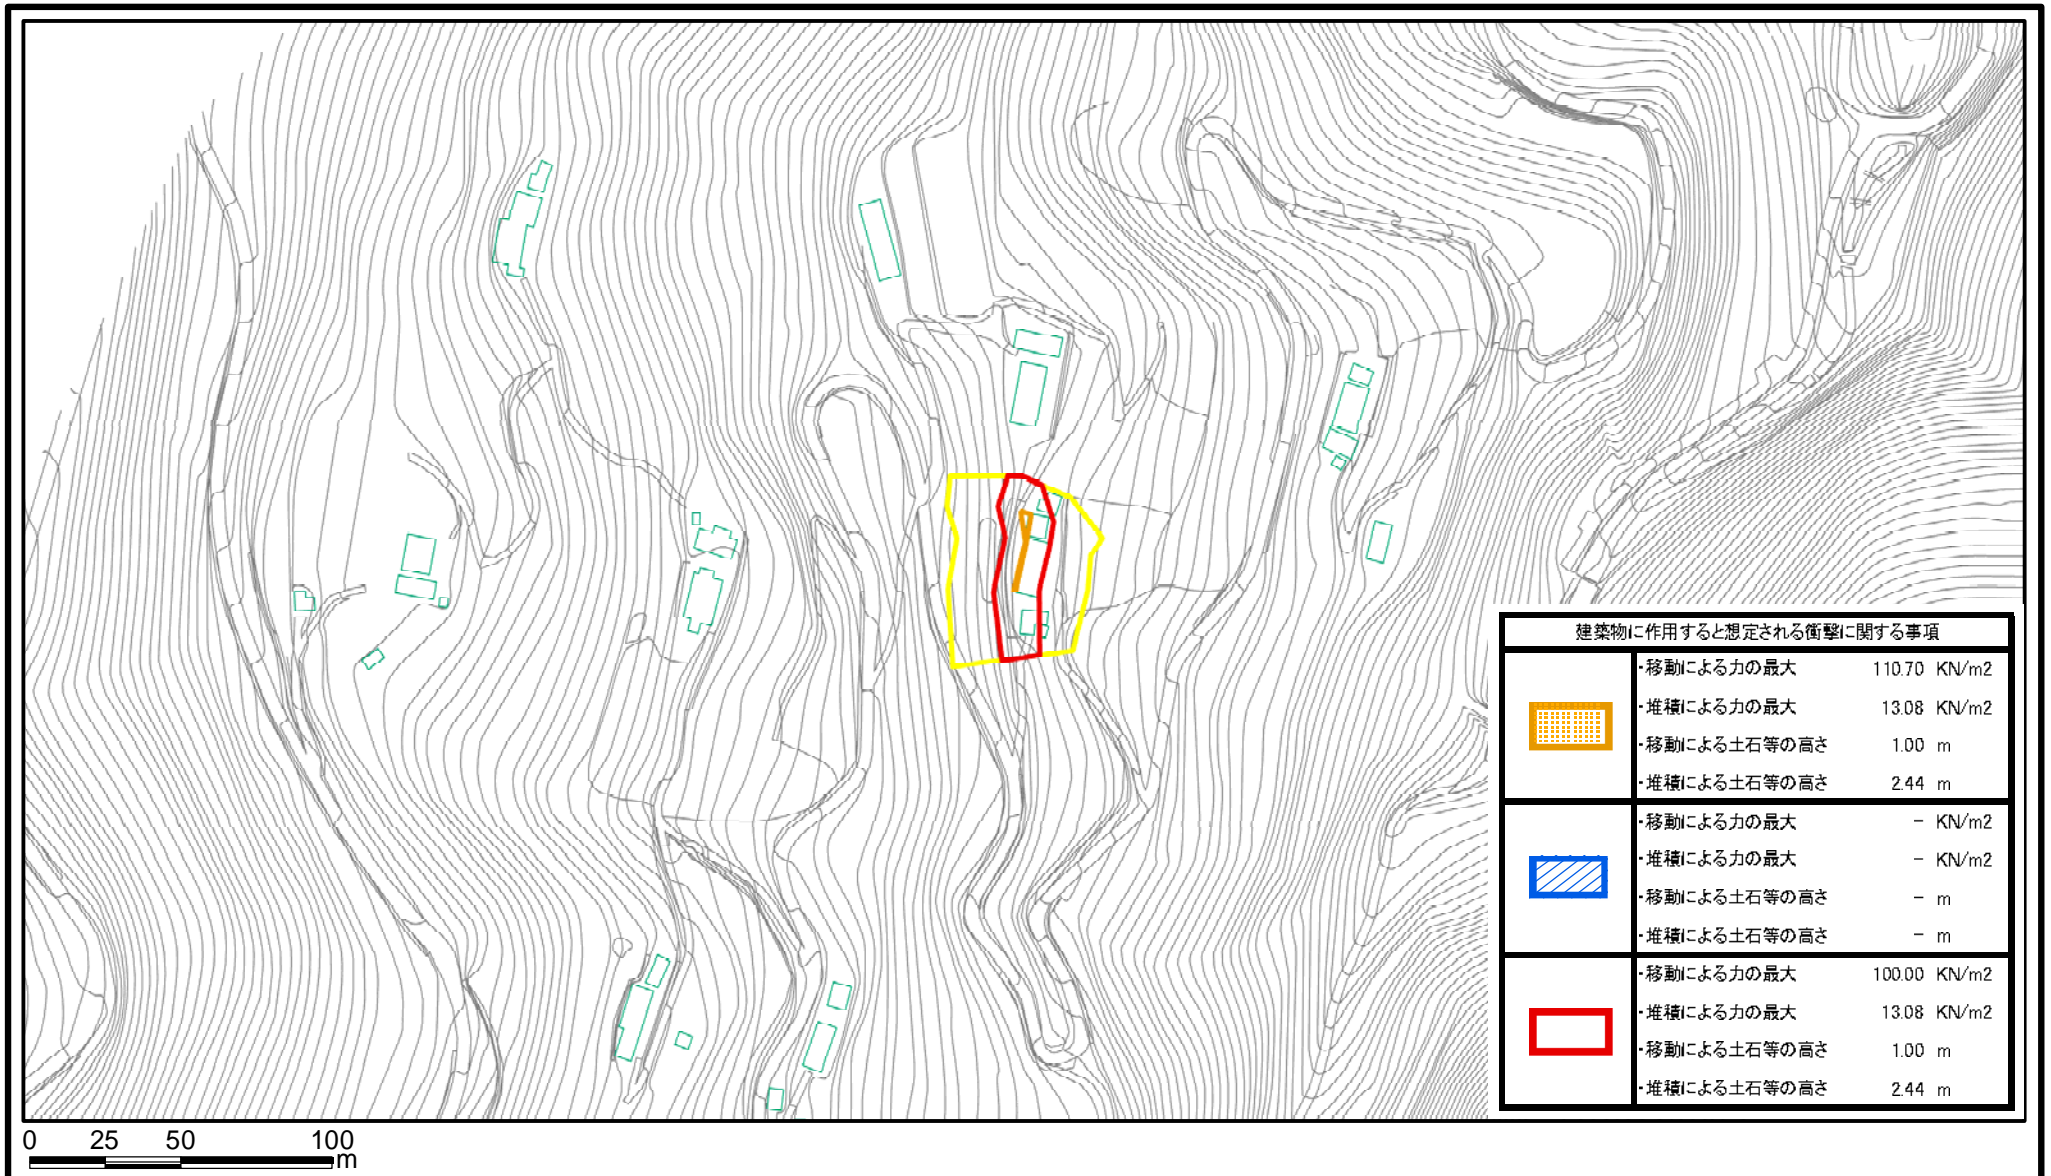 建築物に作用すると想定される衝撃に関する事項
・移動による力の最大 110.70 KN/m2
・堆積による力の最大 13.08 KN/m2
・移動による土石等の高さ 1.00 m
・堆積による土石等の高さ 2.44 m
・移動による力の最大 - KN/m2
・堆積による力の最大 - KN/m2
・移動による土石等の高さ - m
・堆積による土石等の高さ - m
・移動による力の最大 100.00 KN/m2
・堆積による力の最大 13.08 KN/m2
・移動による土石等の高さ 1.00 m
・堆積による土石等の高さ 2.44 m
0 25 50 100
m